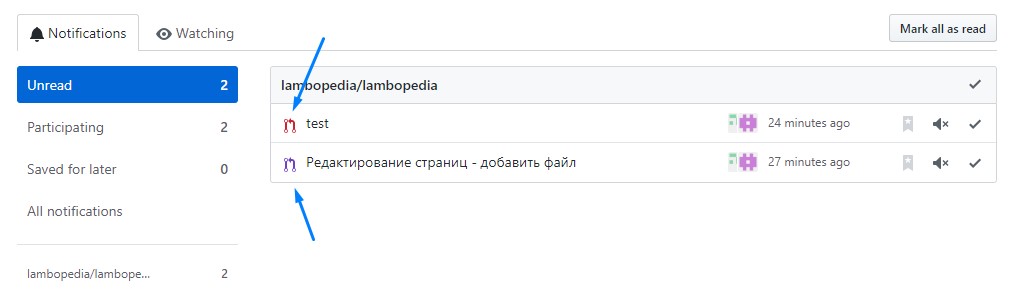 Notifications
Watching
Mark all as read
Unread 2
Participating 2
Saved for later 0
All notifications
lambopedia/lambope... 2
lambopedia/lambopedia
test 24 minutes ago
Редактирование страниц - добавить файл 27 minutes ago